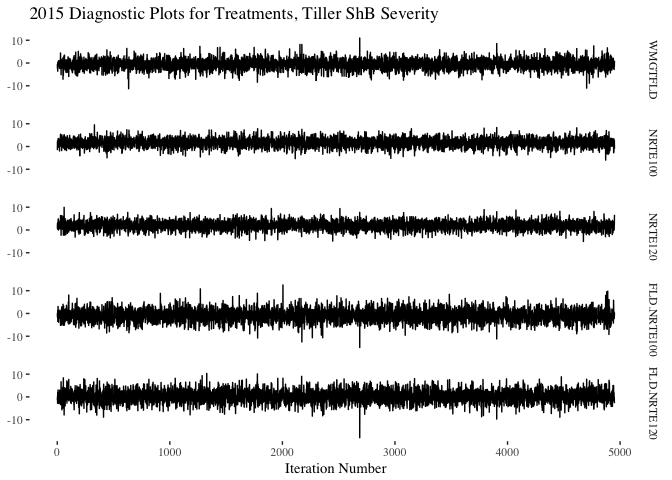 2015 Diagnostic Plots for Treatments, Tiller ShB Severity
10
0
-10
WMGTFLD
10
0
-10
NRTE100
10
0
-10
NRTE120
10
0
-10
FLD.NRTE100
10
0
-10
FLD.NRTE120
0 1000 2000 3000 4000 5000
Iteration Number